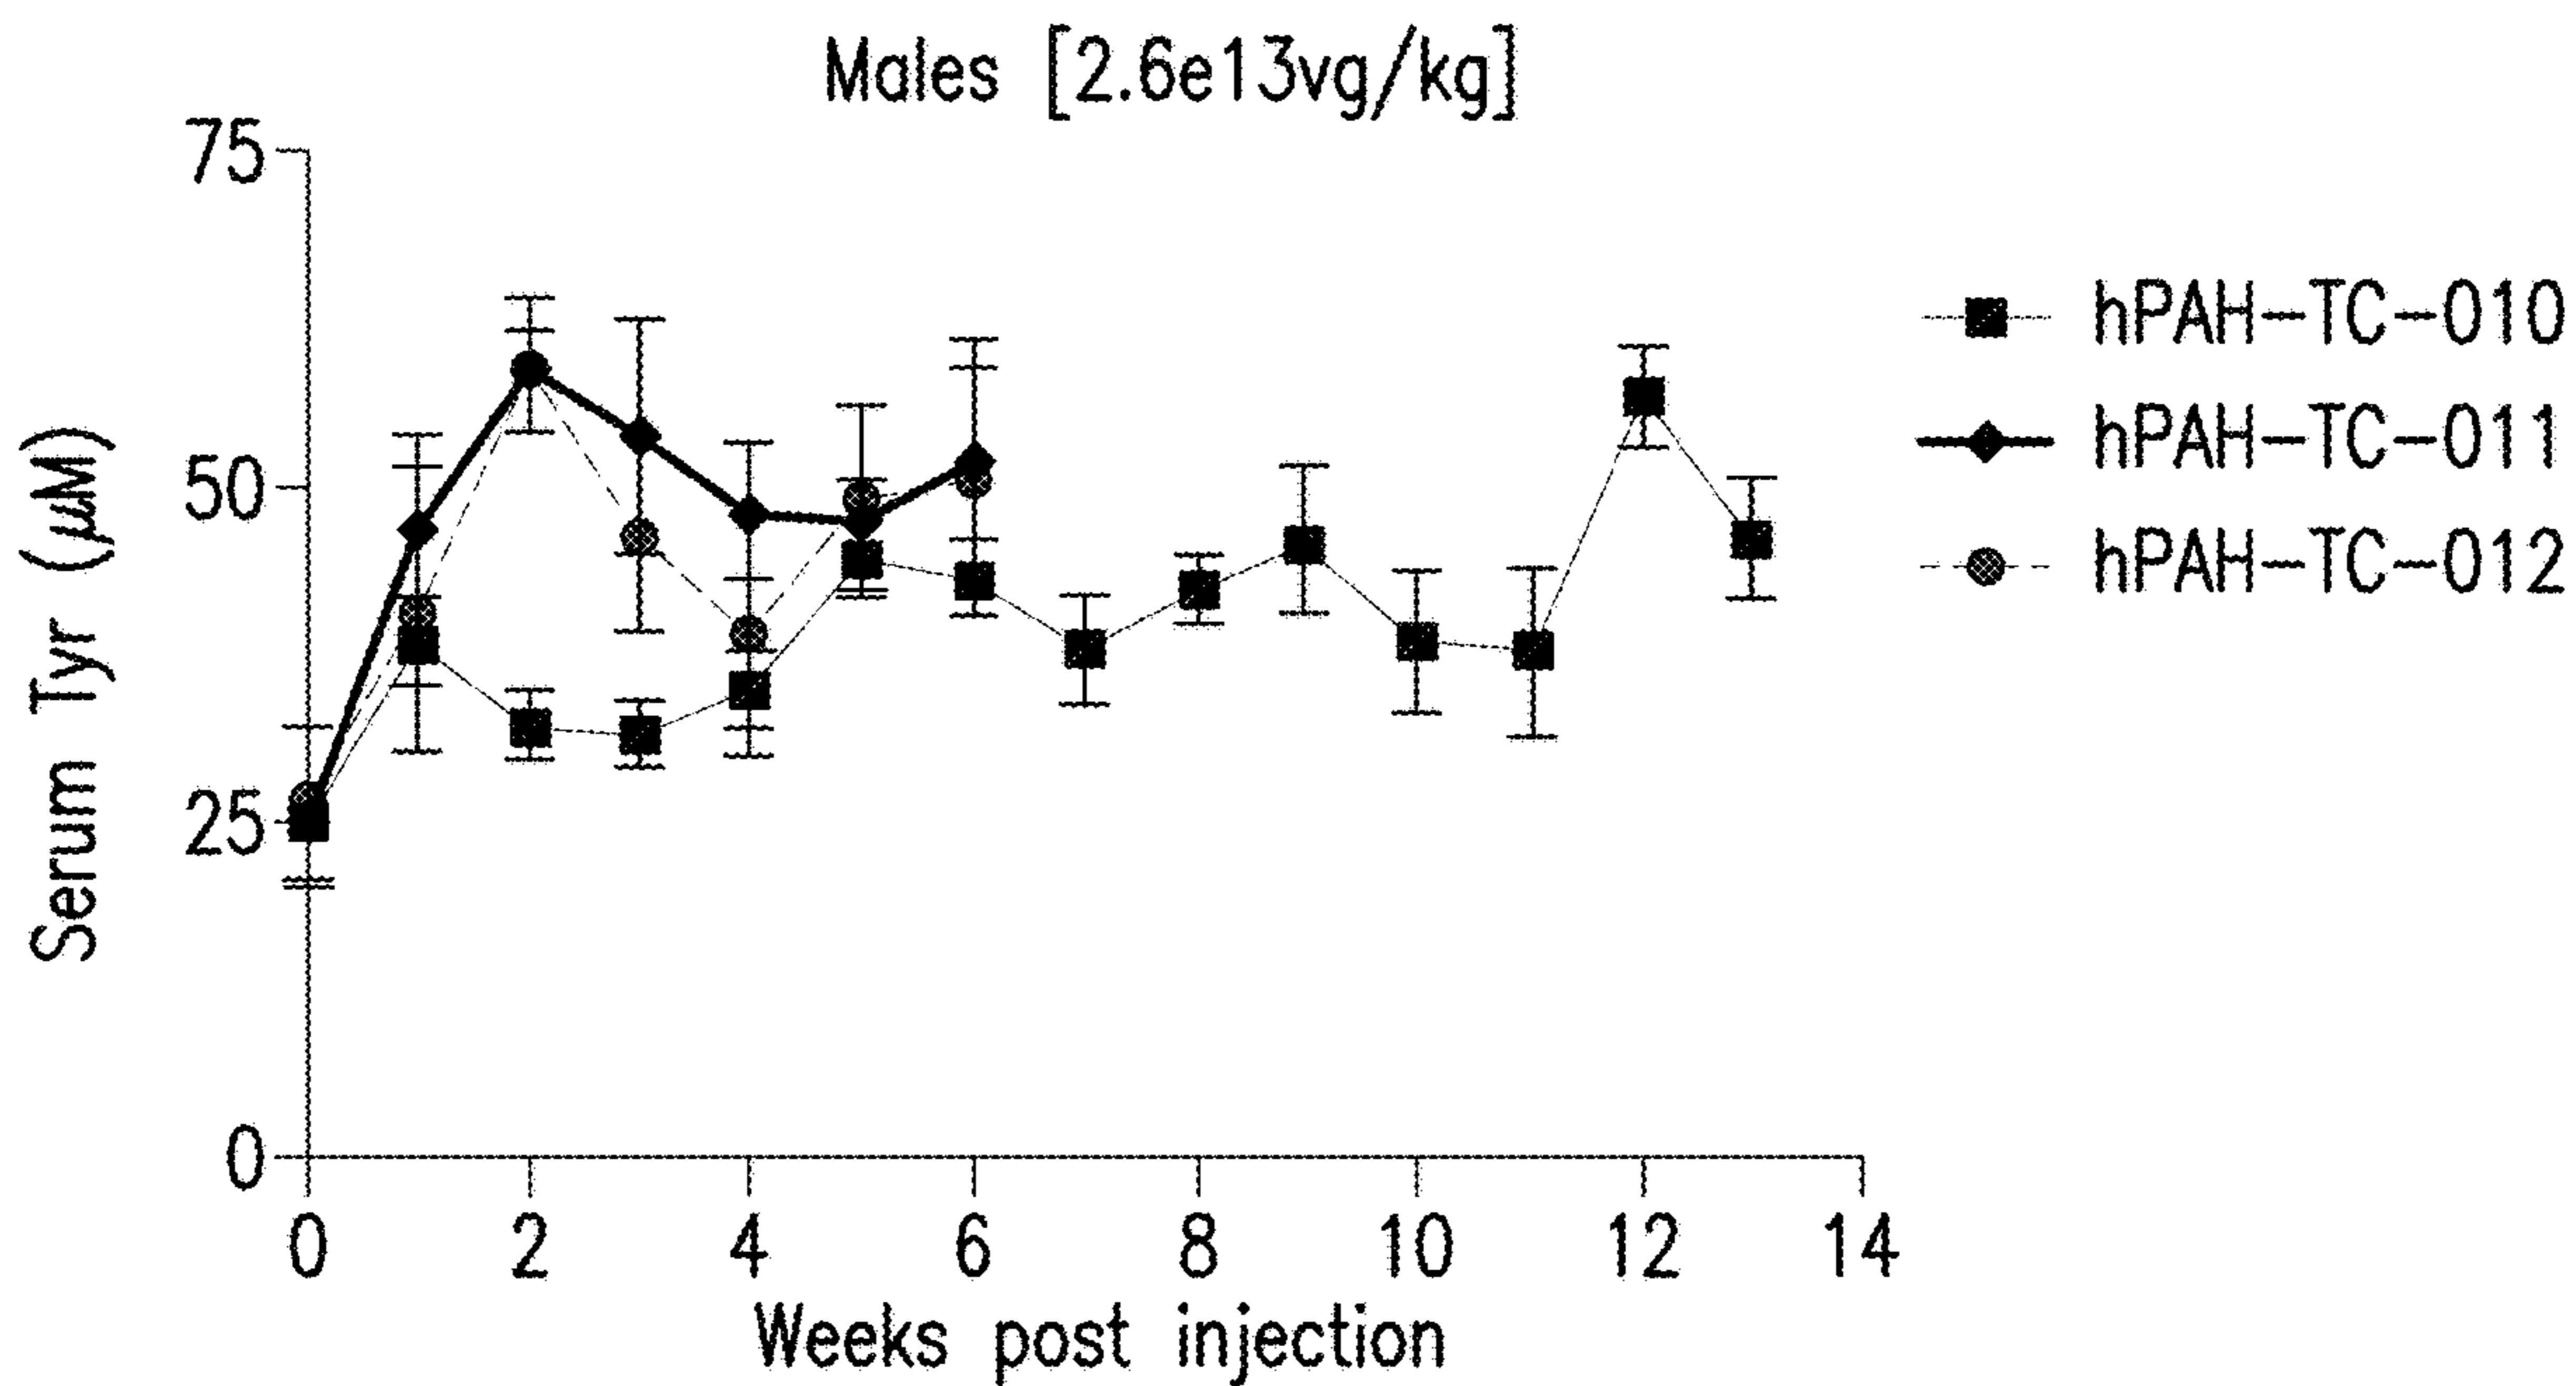 Males [2.6e13vg/kg]
75
50
25
0
Serum Tyr (μM)
0 2 4 6 8 10 12 14
Weeks post injection
hPAH-TC-010
hPAH-TC-011
hPAH-TC-012